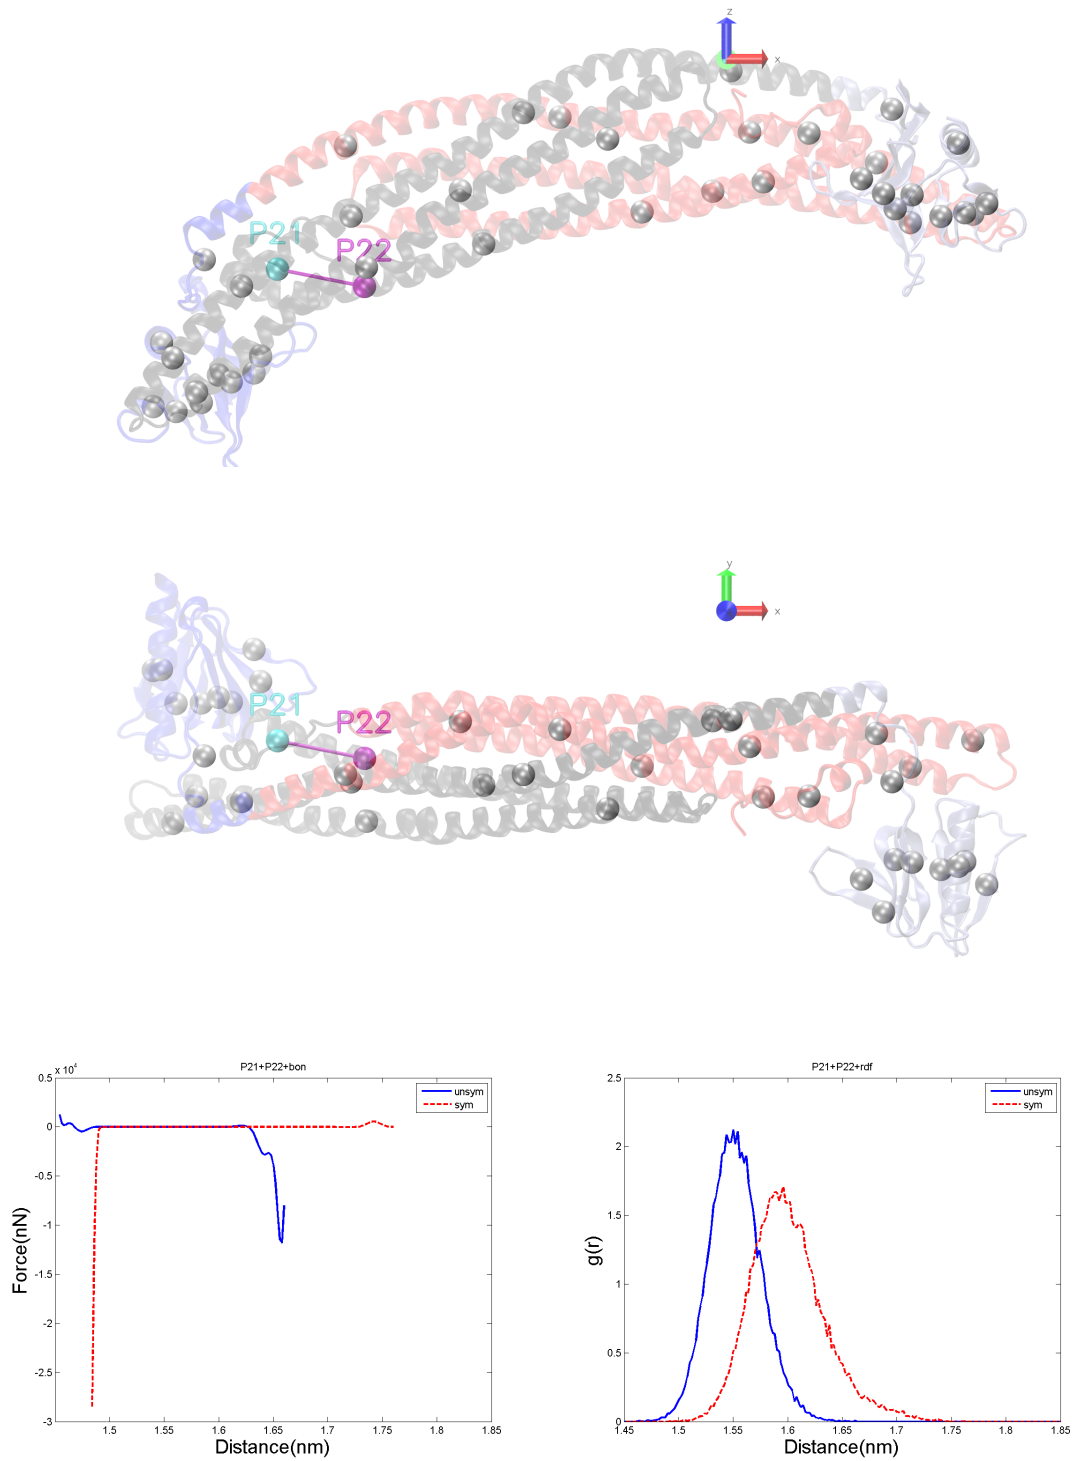 z
x
P21
P22
y
x
P21
P22
P21+P22+bon
x 10⁴
0.5
0
-0.5
-1
-1.5
-2
-2.5
-3
Force(nN)
unsym
sym
1.5 1.55 1.6 1.65 1.7 1.75 1.8 1.85
Distance(nm)
P21+P22+rdf
2.5
2
1.5
1
0.5
0
g(r)
unsym
sym
1.45 1.5 1.55 1.6 1.65 1.7 1.75 1.8 1.85
Distance(nm)